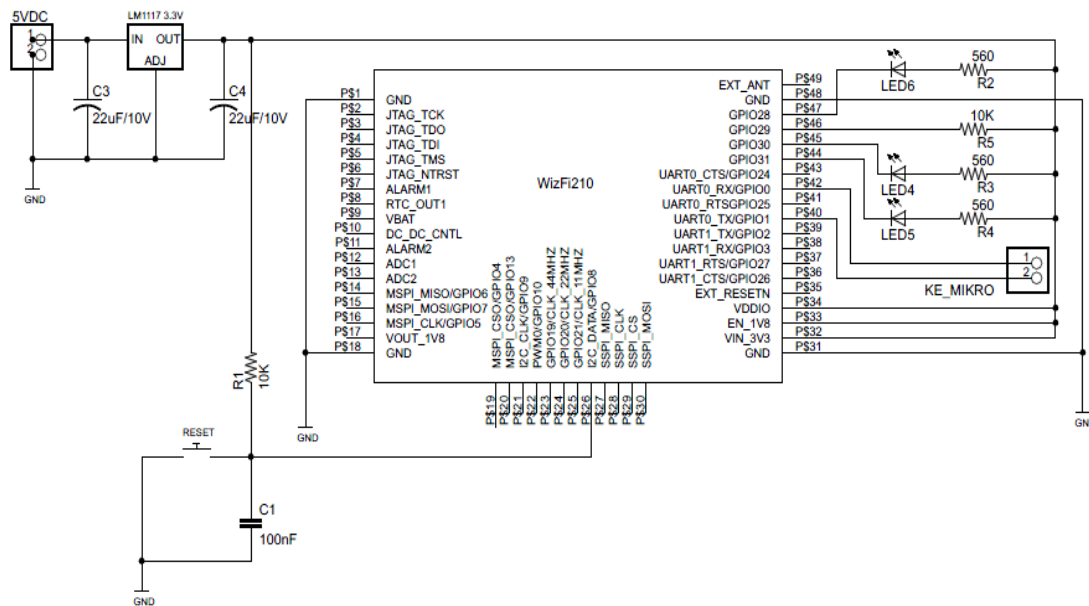 5VDC
1
2
LM1117 3.3V
IN OUT
ADJ
C3
22uF/10V
C4
22uF/10V
GND
P$1 GND
P$2 JTAG_TCK
P$3 JTAG_TDO
P$4 JTAG_TDI
P$5 JTAG_TMS
P$6 JTAG_NTRST
P$7 ALARM1
P$8 RTC_OUT1
P$9 VBAT
P$10 DC_DC_CNTL
P$11 ALARM2
P$12 ADC1
P$13 ADC2
P$14 MSPI_MISO/GPIO6
P$15 MSPI_MOSI/GPIO7
P$16 MSPI_CLK/GPIO5
P$17 VOUT_1V8
P$18 GND
WizFi210
MSPI_CSO/GPIO4 P$19
MSPI_CSO/GPIO13 P$20
I2C_CLK/GPIO9 P$21
PWM0/GPIO10 P$22
GPIO19/CLK_44MHZ P$23
GPIO20/CLK_22MHZ P$24
GPIO21/CLK_11MHZ P$25
I2C_DATA/GPIO8 P$26
SSPI_MISO P$27
SSPI_CLK P$28
SSPI_CS P$29
SSPI_MOSI P$30
EXT_ANT P$49
GND P$48
GPIO28 P$47
GPIO29 P$46
GPIO30 P$45
GPIO31 P$44
UART0_CTS/GPIO24 P$43
UART0_RX/GPIO0 P$42
UART0_RTSGPIO25 P$41
UART0_TX/GPIO1 P$40
UART1_TX/GPIO2 P$39
UART1_RX/GPIO3 P$38
UART1_RTS/GPIO27 P$37
UART1_CTS/GPIO26 P$36
EXT_RESETN P$35
VDDIO P$34
EN_1V8 P$33
VIN_3V3 P$32
GND P$31
LED6
560
R2
10K
R5
LED4
560
R3
LED5
560
R4
1
2
KE_MIKRO
GN
GND
R1
10K
RESET
C1
100nF
GND